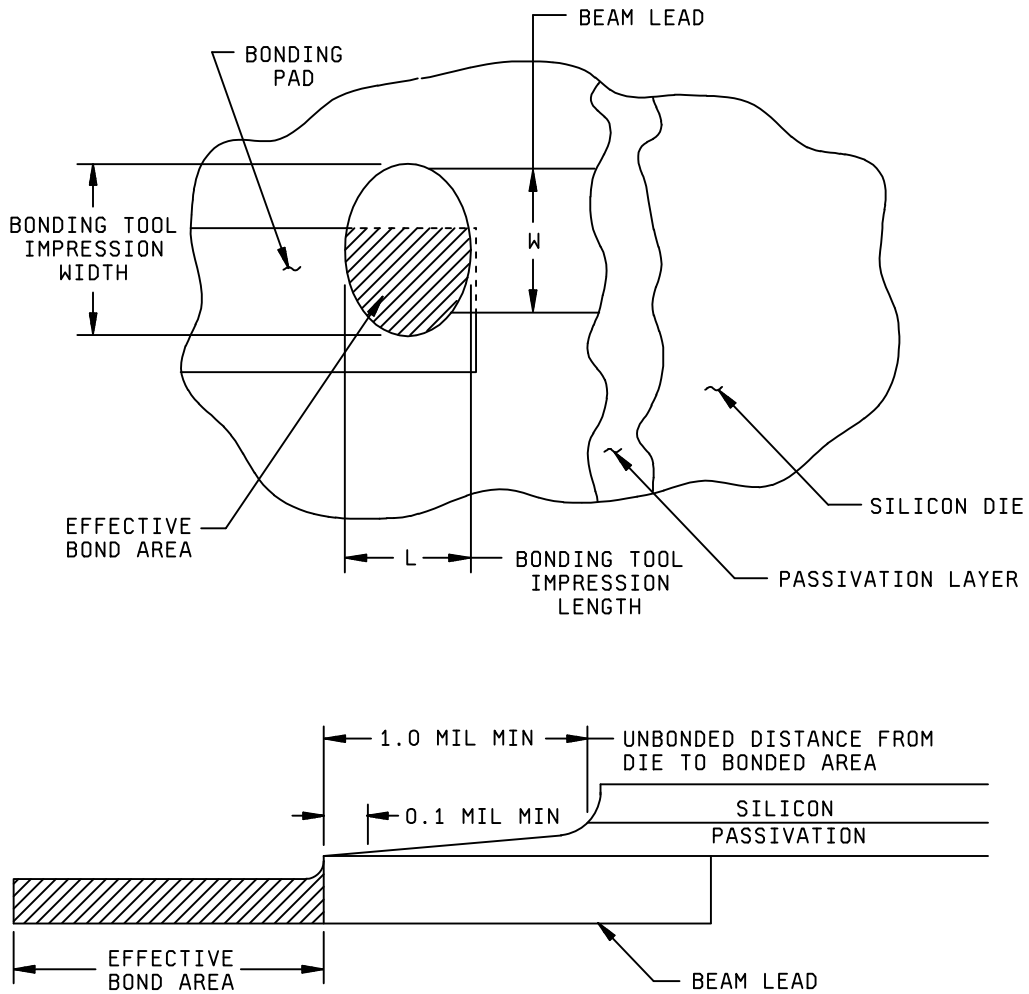 BEAM LEAD
BONDING
PAD
BONDING TOOL
IMPRESSION
WIDTH
W
EFFECTIVE
BOND AREA
L
BONDING TOOL
IMPRESSION
LENGTH
SILICON DIE
PASSIVATION LAYER
1.0 MIL MIN
UNBONDED DISTANCE FROM
DIE TO BONDED AREA
0.1 MIL MIN
SILICON
PASSIVATION
EFFECTIVE
BOND AREA
BEAM LEAD